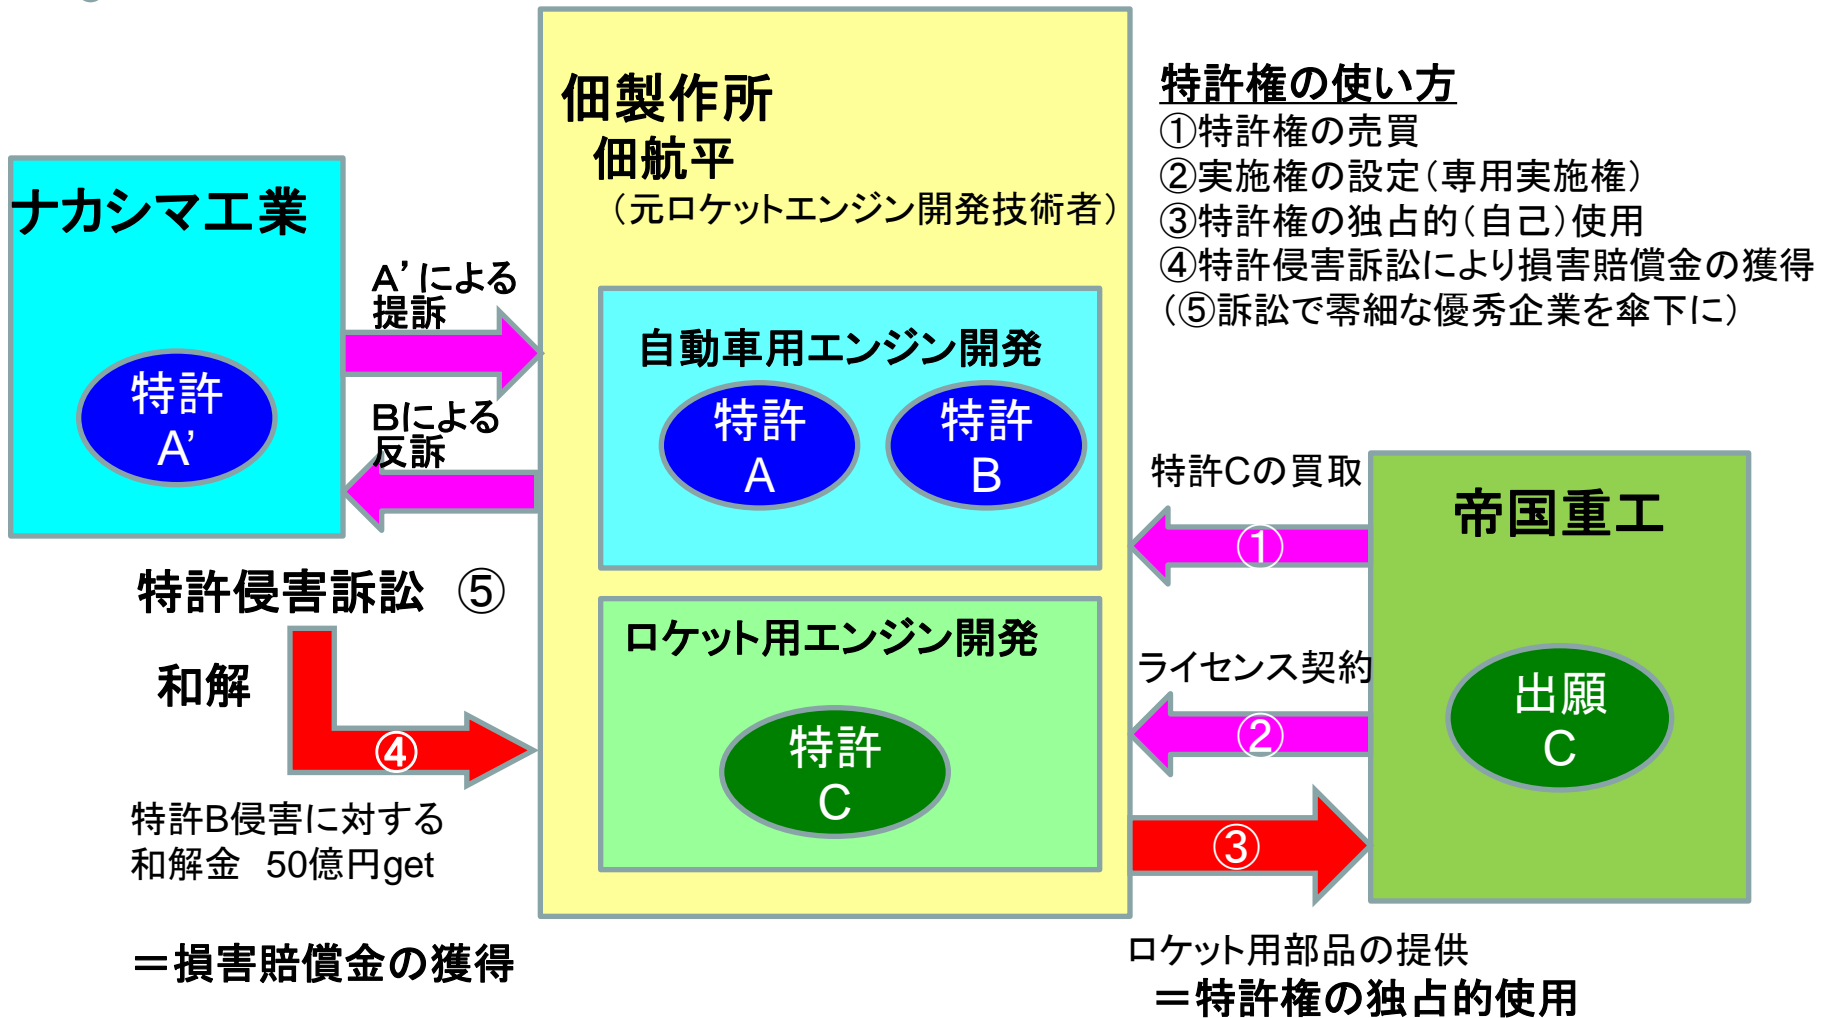 佃製作所
佃航平
（元ロケットエンジン開発技術者）
ナカシマ工業
特許
A’
A’による
提訴
Bによる
反訴
自動車用エンジン開発
特許
A
特許
B
ロケット用エンジン開発
特許
C
特許権の使い方
①特許権の売買
②実施権の設定（専用実施権）
③特許権の独占的（自己）使用
④特許侵害訴訟により損害賠償金の獲得
（⑤訴訟で零細な優秀企業を傘下に）
特許Cの買取
①
ライセンス契約
②
③
帝国重工
出願
C
特許侵害訴訟 ⑤
和解
④
特許B侵害に対する
和解金 50億円get
＝損害賠償金の獲得
ロケット用部品の提供
＝特許権の独占的使用